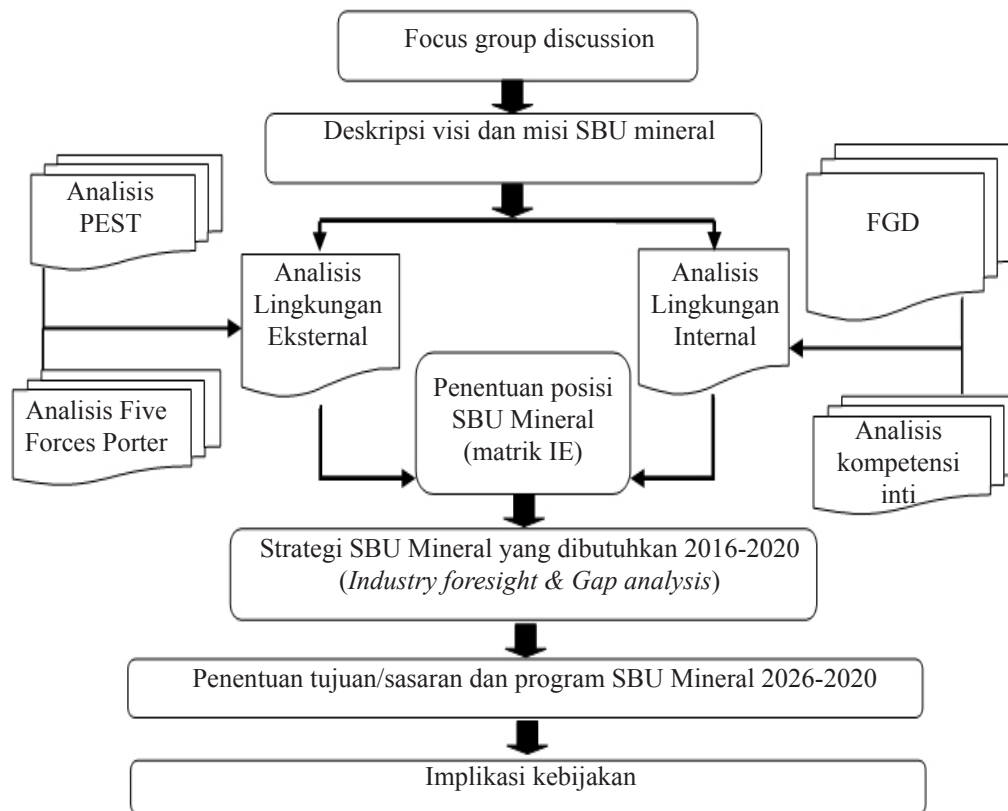 Focus group discussion
Deskripsi visi dan misi SBU mineral
Analisis
PEST
FGD
Analisis
Lingkungan
Eksternal
Analisis
Lingkungan
Internal
Analisis Five
Forces Porter
Penentuan posisi
SBU Mineral
(matrik IE)
Analisis
kompetensi
inti
Strategi SBU Mineral yang dibutuhkan 2016-2020
(Industry foresight & Gap analysis)
Penentuan tujuan/sasaran dan program SBU Mineral 2026-2020
Implikasi kebijakan